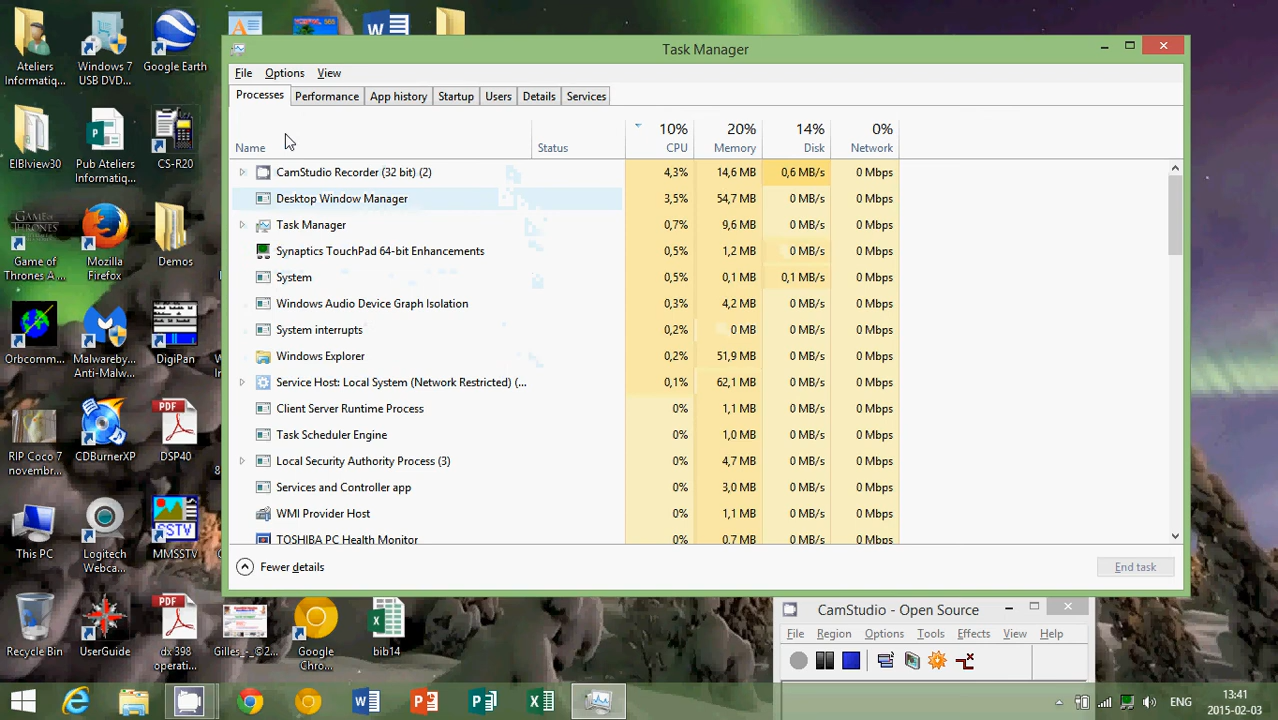 Ateliers
Informatiq...
Windows 7
USB DVD...
Google Earth
EIBIview30
Pub Ateliers
Informatiq...
CS-R20
Game of
Thrones A ...
Mozilla
Firefox
Demos
Orbcomm...
Malwareby...
Anti-Malw...
DigiPan
RIP Coco 7
novembre...
CDBurnerXP
PDF
DSP40
This PC
Logitech
Webca...
SSTV
MMSSTV
Recycle Bin
UserGuide
PDF
dx 398
operati...
Gilles_-_©2...
Google
Chro...
bib14
Task Manager
File Options View
Processes Performance App history Startup Users Details Services
10% 20% 14% 0%
Name Status CPU Memory Disk Network
CamStudio Recorder (32 bit) (2) 4,3% 14,6 MB 0,6 MB/s 0 Mbps
Desktop Window Manager 3,5% 54,7 MB 0 MB/s 0 Mbps
Task Manager 0,7% 9,6 MB 0 MB/s 0 Mbps
Synaptics TouchPad 64-bit Enhancements 0,5% 1,2 MB 0 MB/s 0 Mbps
System 0,5% 0,1 MB 0,1 MB/s 0 Mbps
Windows Audio Device Graph Isolation 0,3% 4,2 MB 0 MB/s 0 Mbps
System interrupts 0,2% 0 MB 0 MB/s 0 Mbps
Windows Explorer 0,2% 51,9 MB 0 MB/s 0 Mbps
Service Host: Local System (Network Restricted) (... 0,1% 62,1 MB 0 MB/s 0 Mbps
Client Server Runtime Process 0% 1,1 MB 0 MB/s 0 Mbps
Task Scheduler Engine 0% 1,0 MB 0 MB/s 0 Mbps
Local Security Authority Process (3) 0% 4,7 MB 0 MB/s 0 Mbps
Services and Controller app 0% 3,0 MB 0 MB/s 0 Mbps
WMI Provider Host 0% 1,1 MB 0 MB/s 0 Mbps
TOSHIBA PC Health Monitor 0% 0,7 MB 0 MB/s 0 Mbps
Fewer details End task
CamStudio - Open Source
File Region Options Tools Effects View Help
ENG
13:41
2015-02-03